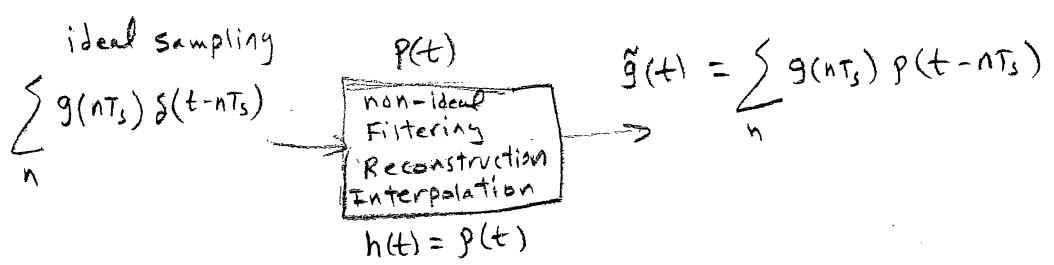 ideal sampling
∑ g(nTs) δ(t-nTs)
n
p(t)
non-ideal
Filtering
Reconstruction
Interpolation
h(t) = p(t)
g̃(t) = ∑ g(nTs) p(t-nTs)
n